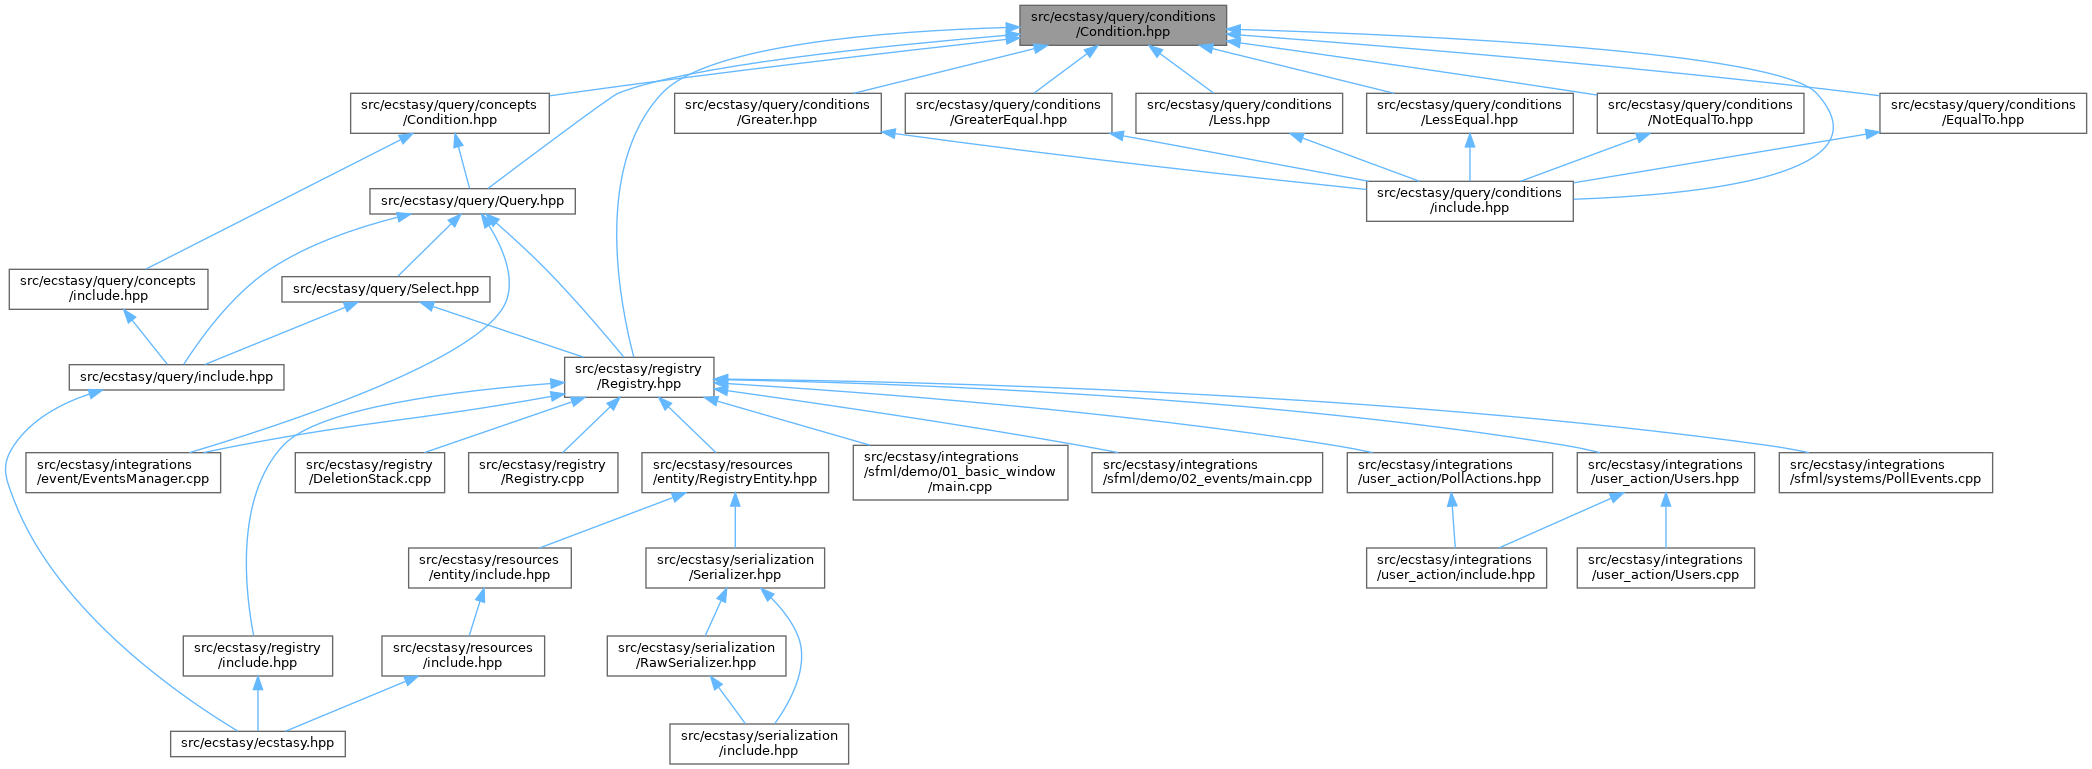 src/ecstasy/query/conditions
/Condition.hpp
src/ecstasy/query/concepts
/Condition.hpp
src/ecstasy/query/conditions
/Greater.hpp
src/ecstasy/query/conditions
/GreaterEqual.hpp
src/ecstasy/query/conditions
/Less.hpp
src/ecstasy/query/conditions
/LessEqual.hpp
src/ecstasy/query/conditions
/NotEqualTo.hpp
src/ecstasy/query/conditions
/EqualTo.hpp
src/ecstasy/query/Query.hpp
src/ecstasy/query/conditions
/include.hpp
src/ecstasy/query/concepts
/include.hpp
src/ecstasy/query/Select.hpp
src/ecstasy/query/include.hpp
src/ecstasy/registry
/Registry.hpp
src/ecstasy/integrations
/event/EventsManager.cpp
src/ecstasy/registry
/DeletionStack.cpp
src/ecstasy/registry
/Registry.cpp
src/ecstasy/resources
/entity/RegistryEntity.hpp
src/ecstasy/integrations
/sfml/demo/01_basic_window
/main.cpp
src/ecstasy/integrations
/sfml/demo/02_events/main.cpp
src/ecstasy/integrations
/user_action/PollActions.hpp
src/ecstasy/integrations
/user_action/Users.hpp
src/ecstasy/integrations
/sfml/systems/PollEvents.cpp
src/ecstasy/resources
/entity/include.hpp
src/ecstasy/serialization
/Serializer.hpp
src/ecstasy/integrations
/user_action/include.hpp
src/ecstasy/integrations
/user_action/Users.cpp
src/ecstasy/registry
/include.hpp
src/ecstasy/resources
/include.hpp
src/ecstasy/serialization
/RawSerializer.hpp
src/ecstasy/ecstasy.hpp
src/ecstasy/serialization
/include.hpp